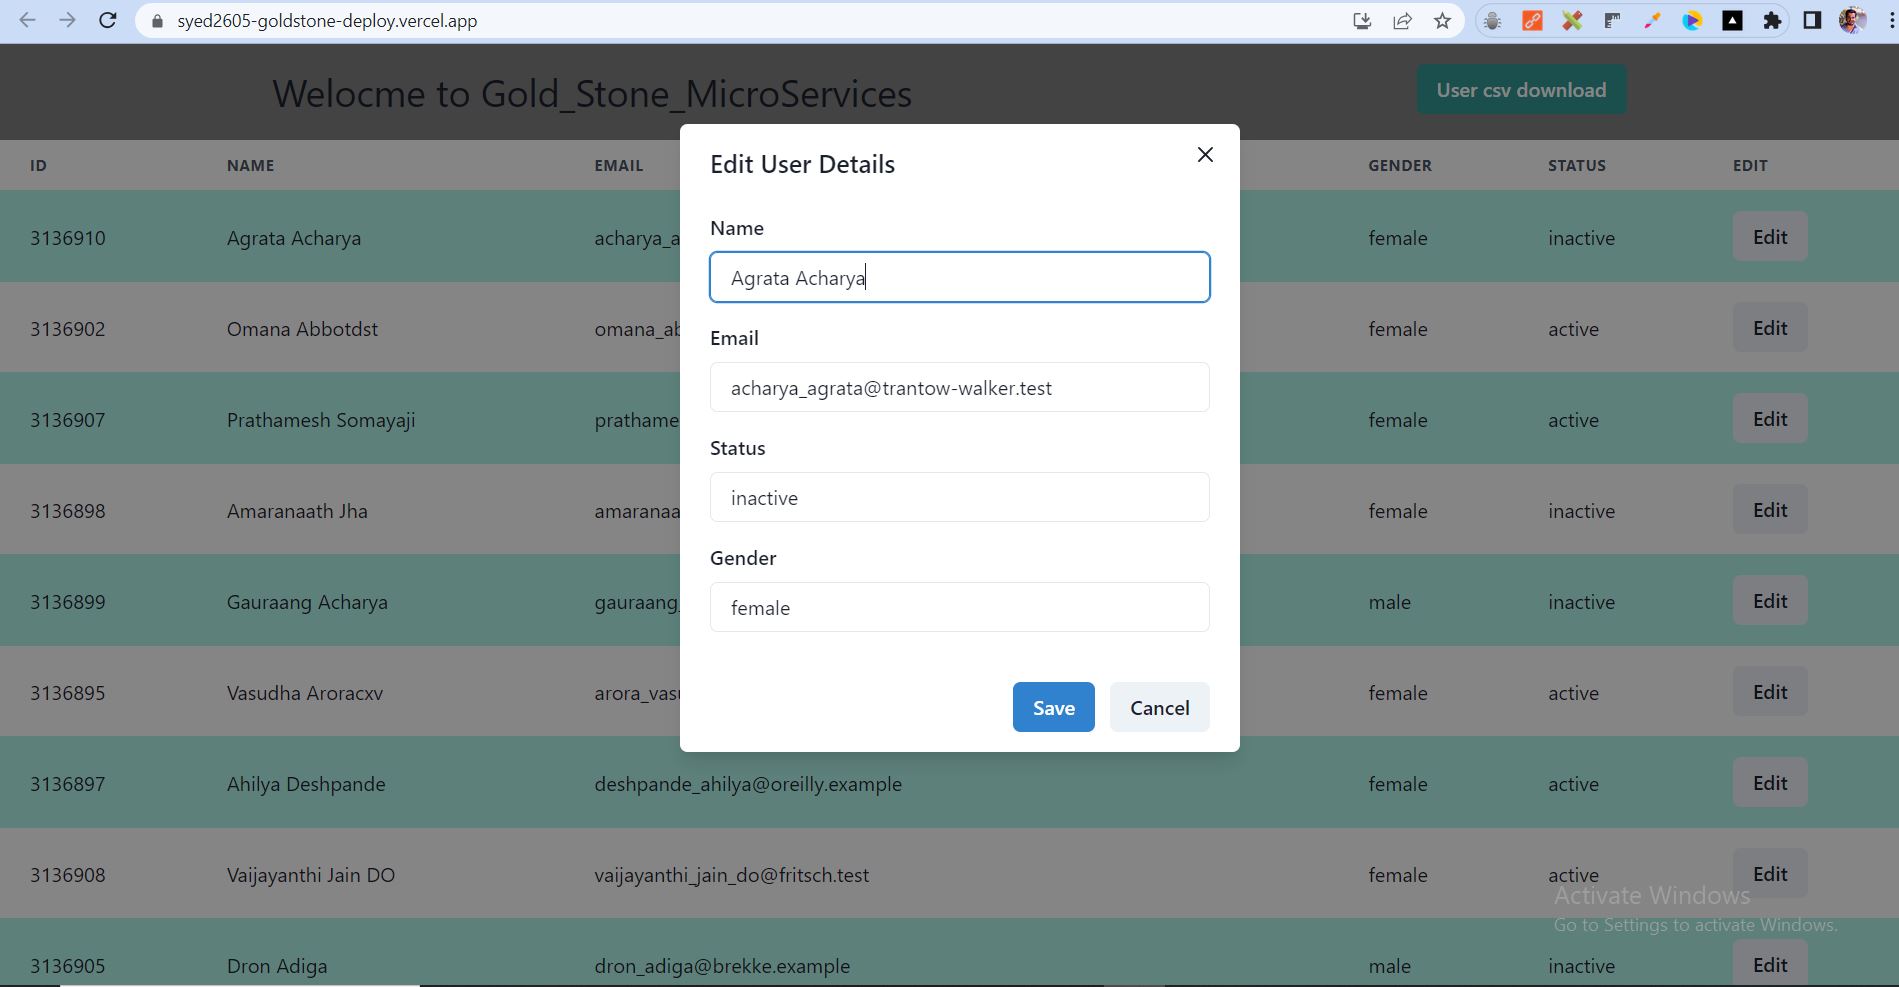 syed2605-goldstone-deploy.vercel.app
Welocme to Gold_Stone_MicroServices
User csv download
ID NAME EMAIL GENDER STATUS EDIT
3136910 Agrata Acharya acharya_a female inactive Edit
3136902 Omana Abbotdst omana_ab female active Edit
3136907 Prathamesh Somayaji prathame female active Edit
3136898 Amaranaath Jha amaranaa female inactive Edit
3136899 Gauraang Acharya gauraang_ male inactive Edit
3136895 Vasudha Aroracxv arora_vasu female active Edit
3136897 Ahilya Deshpande deshpande_ahilya@oreilly.example female active Edit
3136908 Vaijayanthi Jain DO vaijayanthi_jain_do@fritsch.test female active Edit
3136905 Dron Adiga dron_adiga@brekke.example male inactive Edit
Edit User Details
Name
Agrata Acharya
Email
acharya_agrata@trantow-walker.test
Status
inactive
Gender
female
Save Cancel
Activate Windows
Go to Settings to activate Windows.